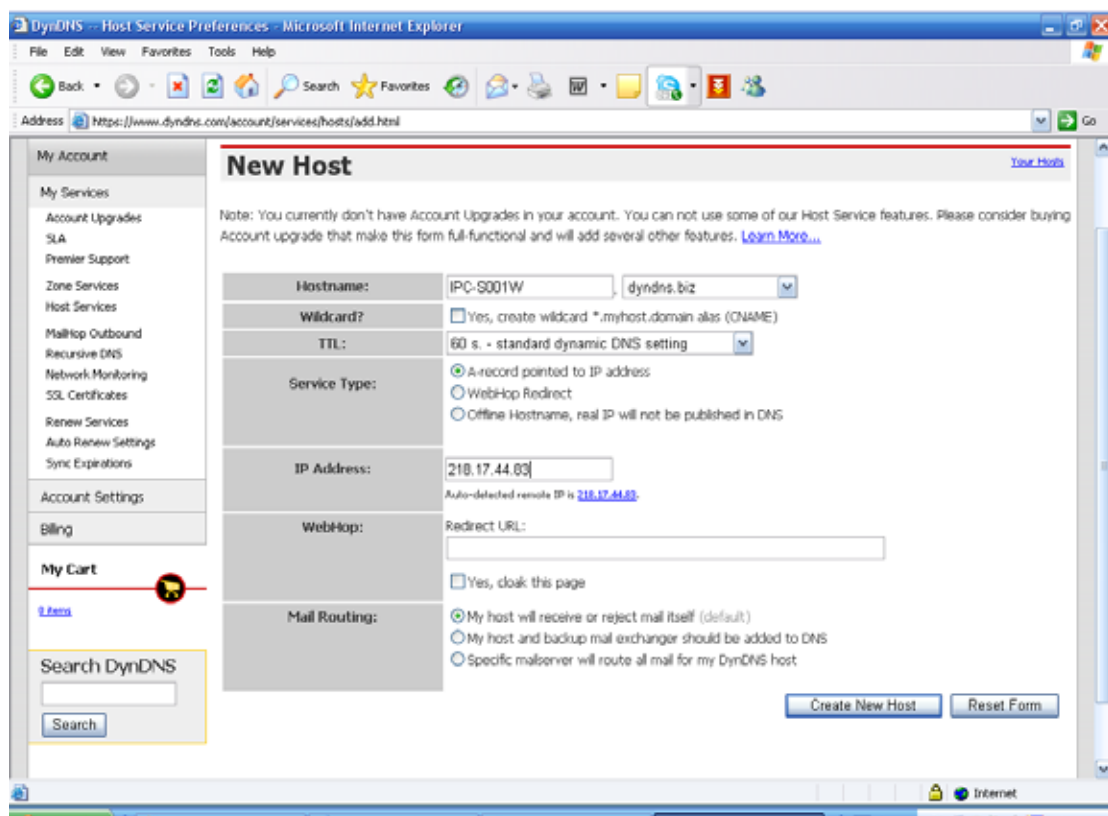 DynDNS -- Host Service Preferences - Microsoft Internet Explorer
File Edit View Favorites Tools Help
Back Search Favorites
Address https://www.dyndns.com/account/services/hosts/add.html Go
My Account
My Services
Account Upgrades
SLA
Premier Support
Zone Services
Host Services
MailHop Outbound
Recursive DNS
Network Monitoring
SSL Certificates
Renew Services
Auto Renew Settings
Sync Expirations
Account Settings
Billing
My Cart
0 items
Search DynDNS
Search
New Host Your Hosts
Note: You currently don't have Account Upgrades in your account. You can not use some of our Host Service features. Please consider buying
Account upgrade that make this form full-functional and will add several other features. Learn More...
Hostname: IPC-S001W . dyndns.biz
Wildcard? Yes, create wildcard *.myhost.domain alias (CNAME)
TTL: 60 s. - standard dynamic DNS setting
Service Type: A-record pointed to IP address
WebHop Redirect
Offline Hostname, real IP will not be published in DNS
IP Address: 218.17.44.83
Auto-detected remote IP is 218.17.44.83.
WebHop: Redirect URL:
Yes, cloak this page
Mail Routing: My host will receive or reject mail itself (default)
My host and backup mail exchanger should be added to DNS
Specific mailserver will route all mail for my DynDNS host
Create New Host Reset Form
Internet